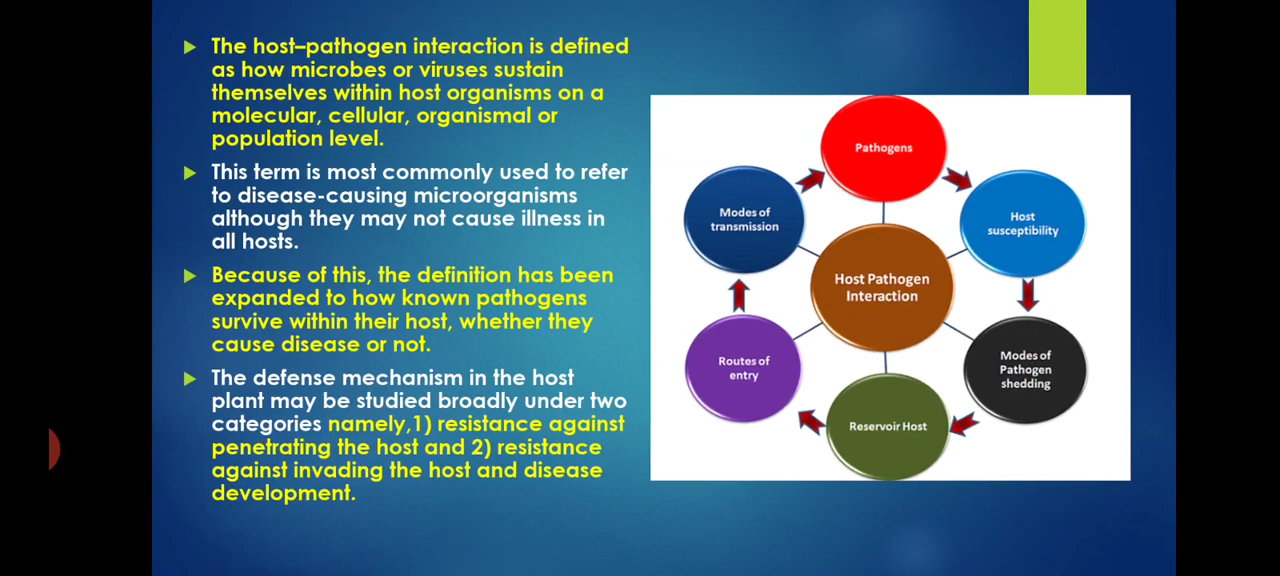 The host–pathogen interaction is defined
as how microbes or viruses sustain
themselves within host organisms on a
molecular, cellular, organismal or
population level.
This term is most commonly used to refer
to disease-causing microorganisms
although they may not cause illness in
all hosts.
Because of this, the definition has been
expanded to how known pathogens
survive within their host, whether they
cause disease or not.
The defense mechanism in the host
plant may be studied broadly under two
categories namely,1) resistance against
penetrating the host and 2) resistance
against invading the host and disease
development.
Pathogens
Host
susceptibility
Modes of
Pathogen
shedding
Reservoir Host
Routes of
entry
Modes of
transmission
Host Pathogen
Interaction